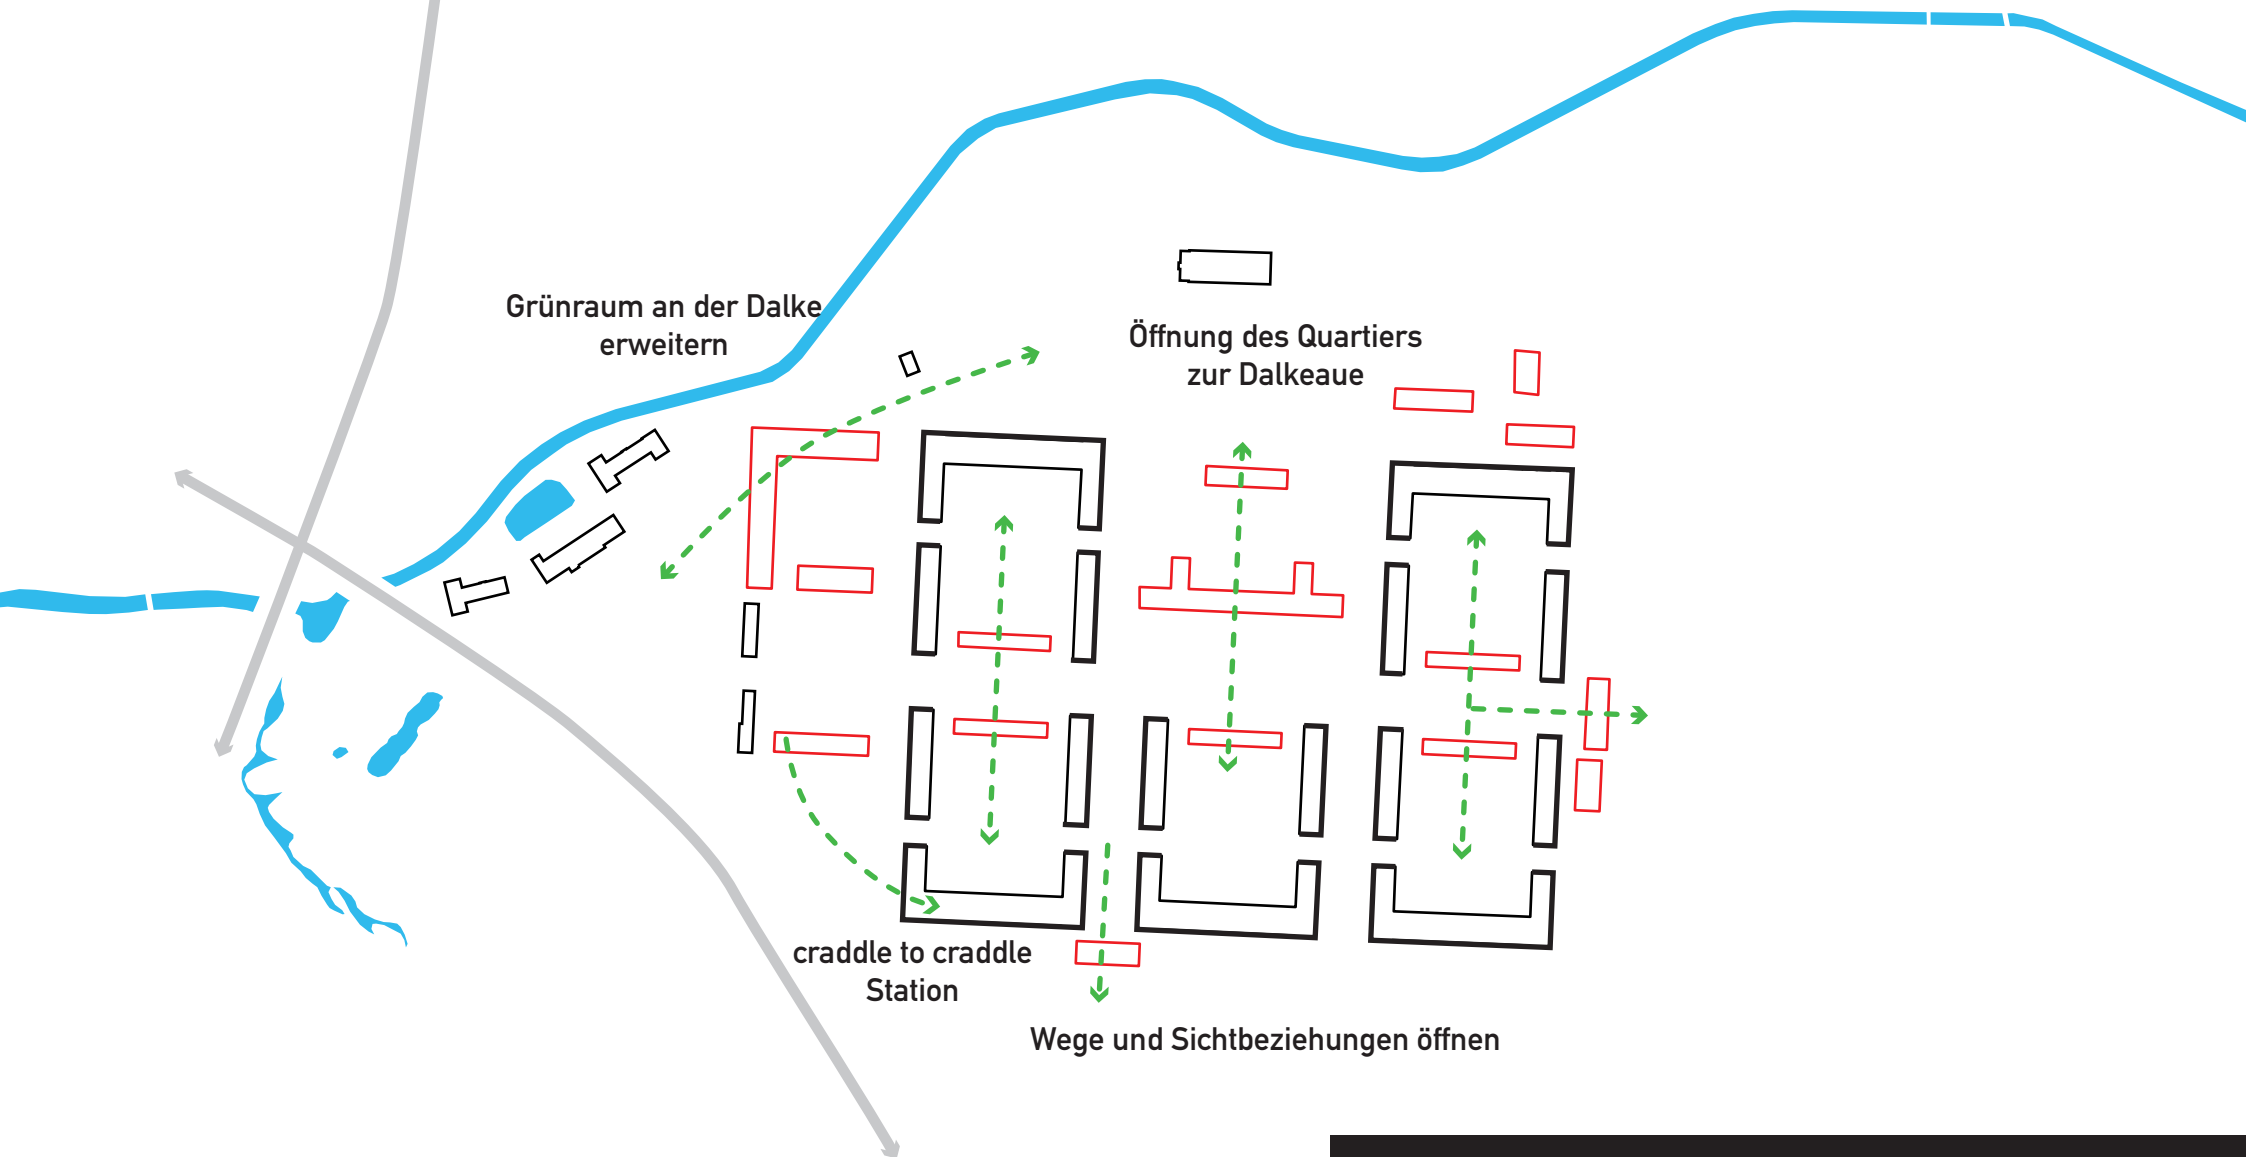 Grünraum an der Dalke
erweitern
Öffnung des Quartiers
zur Dalkeaue
craddle to craddle
Station
Wege und Sichtbeziehungen öffnen